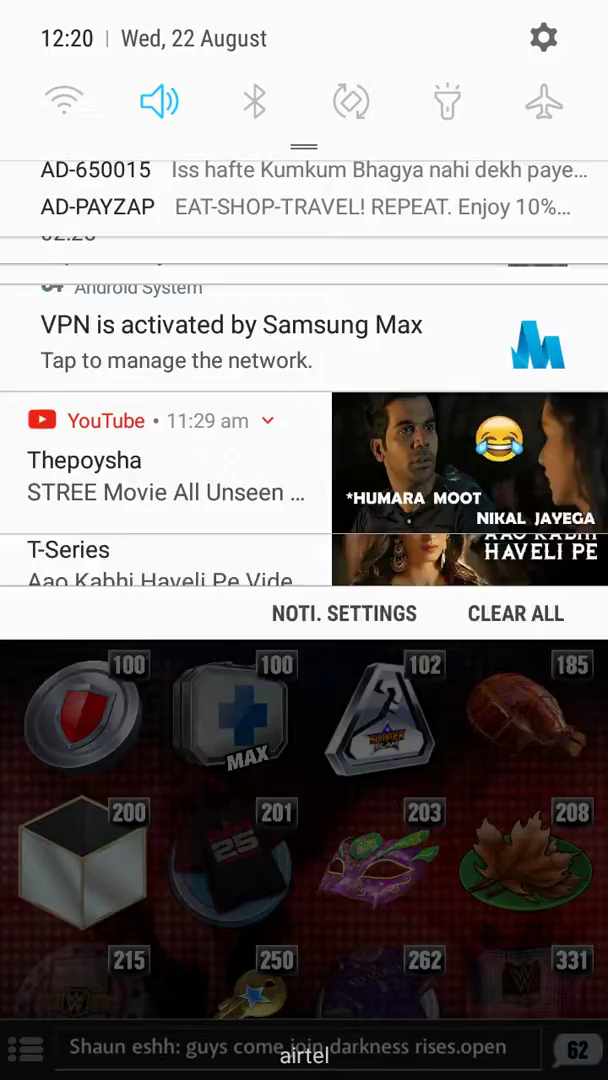 12:20 | Wed, 22 August
AD-650015 Iss hafte Kumkum Bhagya nahi dekh paye...
AD-PAYZAP EAT-SHOP-TRAVEL! REPEAT. Enjoy 10%...
Android System
VPN is activated by Samsung Max
Tap to manage the network.
YouTube • 11:29 am
Thepoysha
STREE Movie All Unseen ...
*HUMARA MOOT
NIKAL JAYEGA
T-Series
Aao Kabhi Haveli Pe Vide
AAO KABHI
HAVELI PE
NOTI. SETTINGS CLEAR ALL
100 100 102 185
MAX
SUMMER
SLAM
200 201 203 208
25
215 250 262 331
Shaun eshh: guys come join darkness rises.open
62
airtel